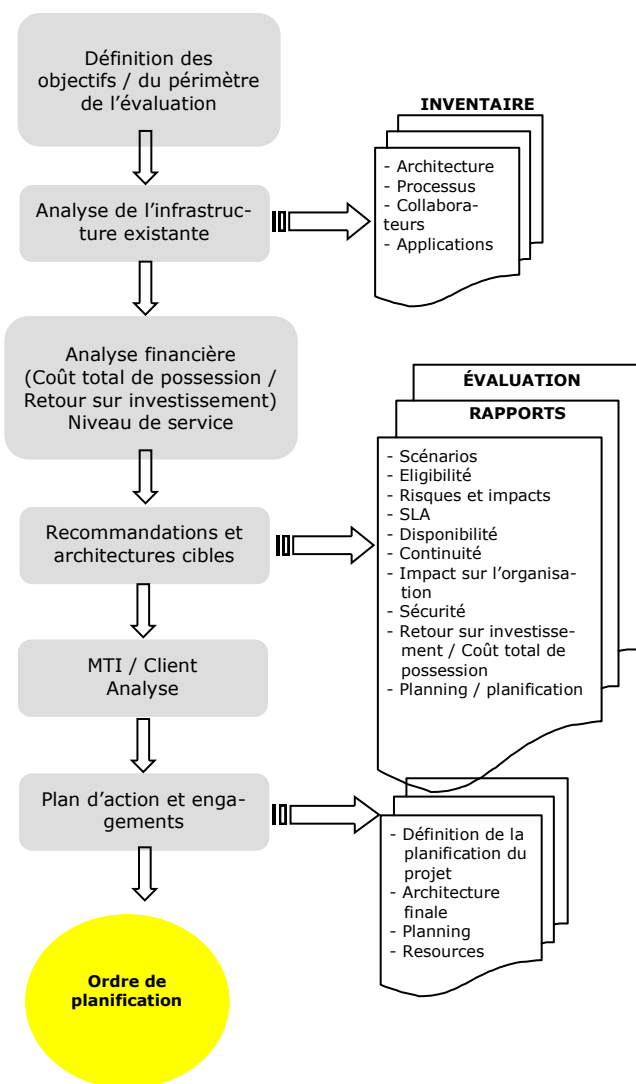 Définition des
objectifs / du périmètre
de l’évaluation
INVENTAIRE
- Architecture
- Processus
- Collabora-
teurs
- Applications
Analyse de l’infrastruc-
ture existante
Analyse financière
(Coût total de possession /
Retour sur investissement)
Niveau de service
ÉVALUATION
RAPPORTS
- Scénarios
- Eligibilité
- Risques et impacts
- SLA
- Disponibilité
- Continuité
- Impact sur l’organisa-
tion
- Sécurité
- Retour sur investisse-
ment / Coût total de
possession
- Planning / planification
Recommandations et
architectures cibles
MTI / Client
Analyse
Plan d’action et enga-
gements
- Définition de la
planification du
projet
- Architecture
finale
- Planning
- Resources
Ordre de
planification